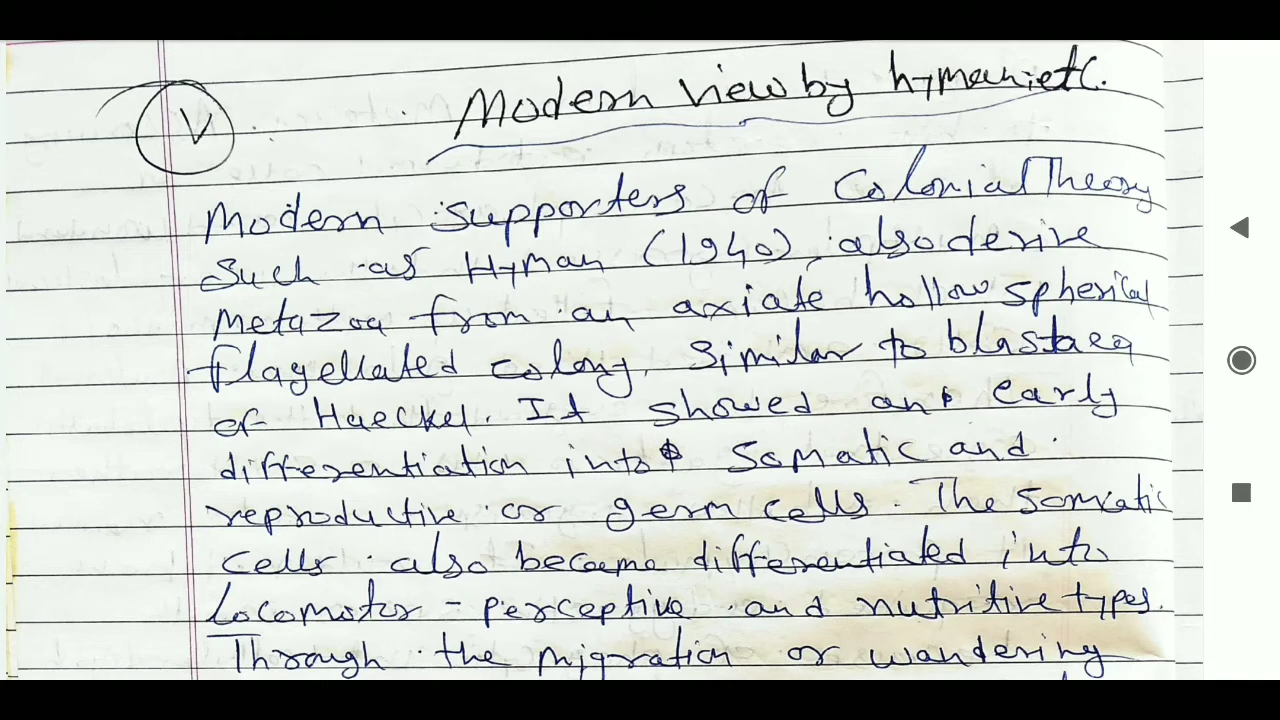 V
Modern view by hymen etc.
Modern supporters of Colonial Theory
Such as Hyman (1940), also derive
Metazoa from an axiate hollow spherical
flagellated colony, similar to blastaea
of Haeckel. It showed an early
differentiation into somatic and
reproductive or germ cells. The somatic
cells also became differentiated into
locomotor - perceptive and nutritive types.
Through the migration or wandering